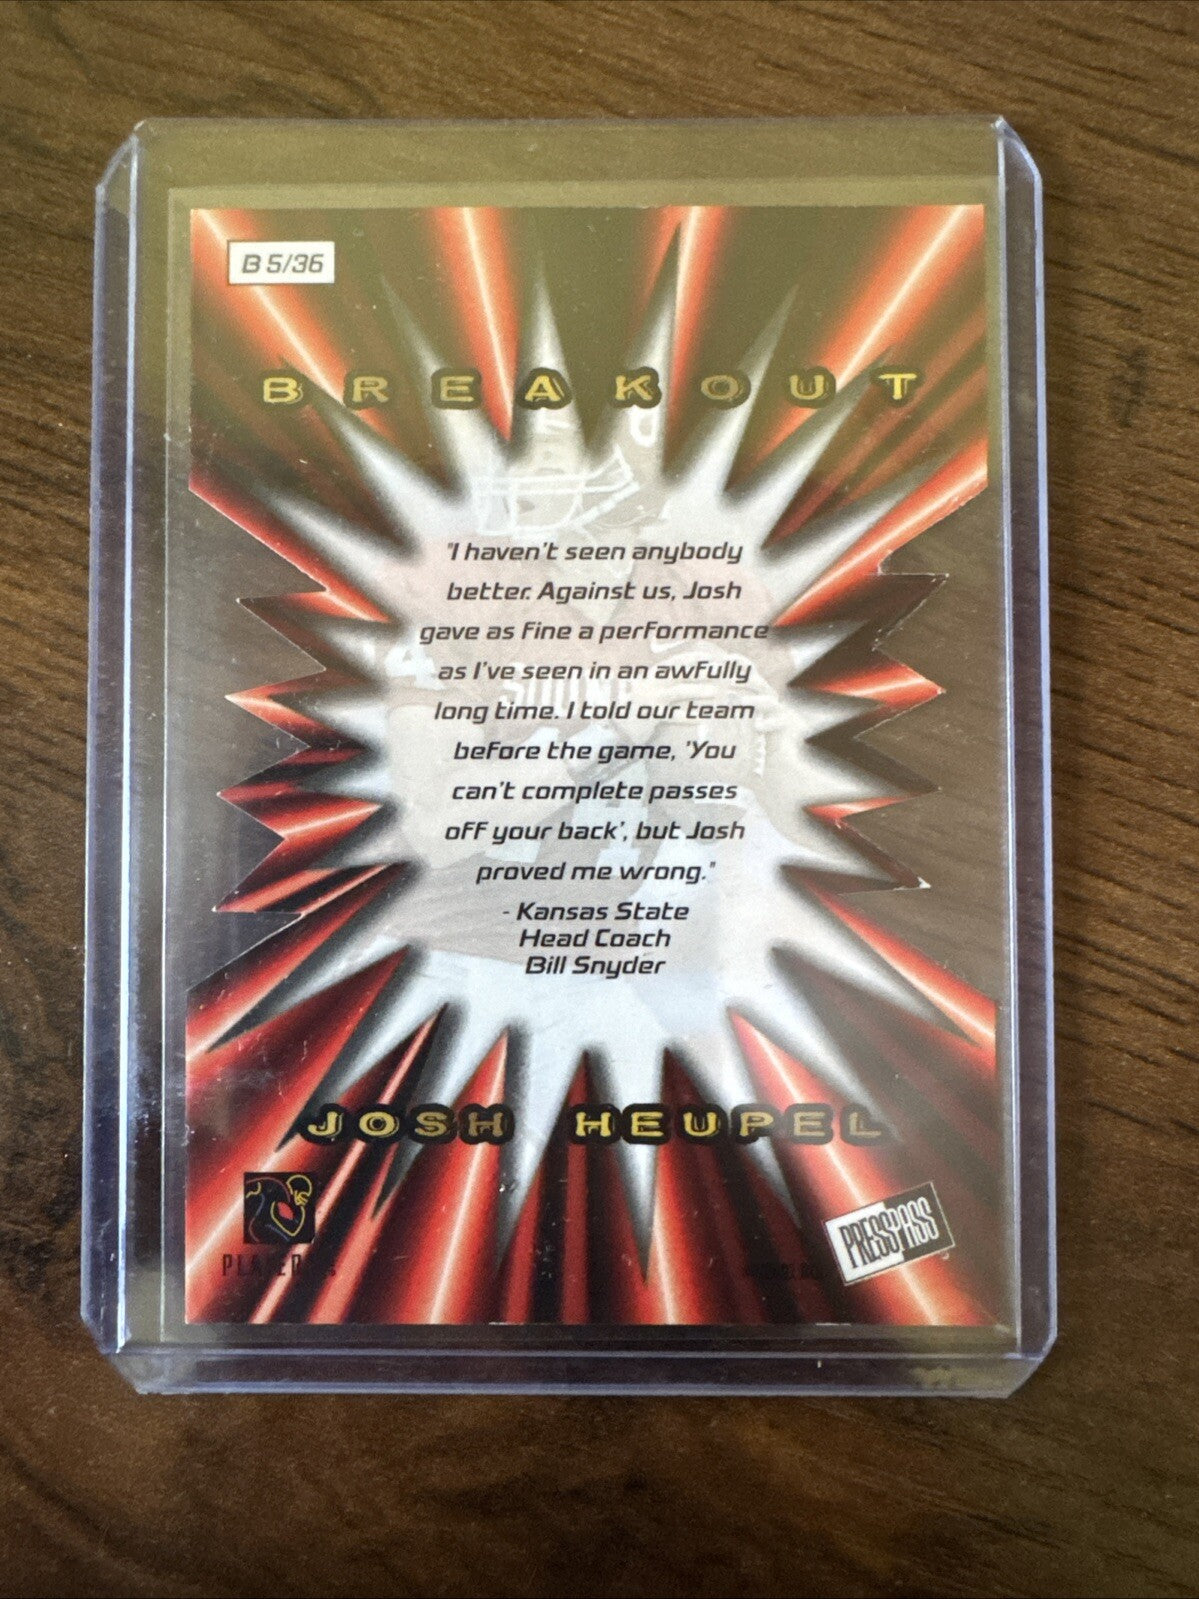 B 5/36
BREAKOUT
"I haven't seen anybody
better. Against us, Josh
gave as fine a performance
as I've seen in an awfully
long time. I told our team
before the game, 'You
can't complete passes
off your back', but Josh
proved me wrong."
- Kansas State
Head Coach
Bill Snyder
JOSH HEUPEL
PRESS PASS